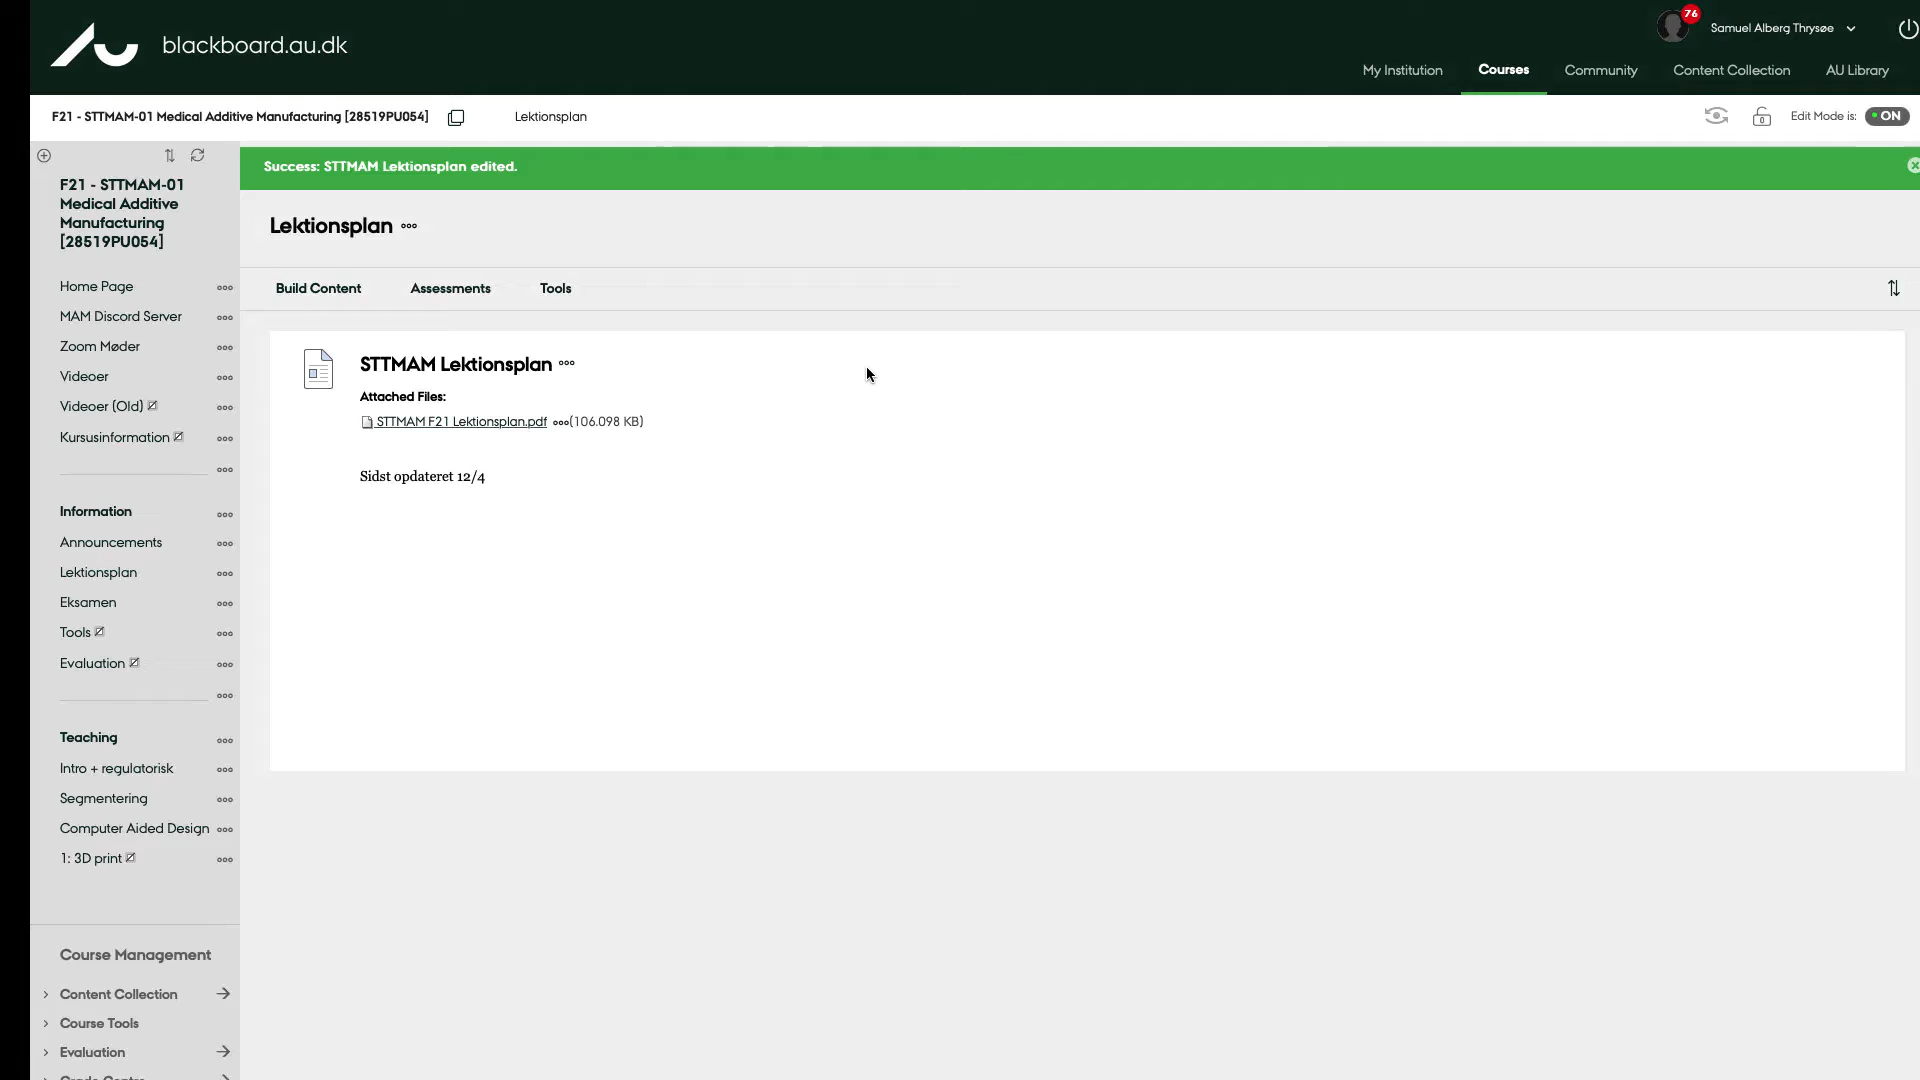 blackboard.au.dk
76
Samuel Alberg Thrysøe
My Institution
Courses
Community
Content Collection
AU Library
F21 - STTMAM-01 Medical Additive Manufacturing [28519PU054]
Lektionsplan
Edit Mode is:
ON
Success: STTMAM Lektionsplan edited.
F21 - STTMAM-01
Medical Additive
Manufacturing
[28519PU054]
Home Page
MAM Discord Server
Zoom Møder
Videoer
Videoer (Old)
Kursusinformation
Information
Announcements
Lektionsplan
Eksamen
Tools
Evaluation
Teaching
Intro + regulatorisk
Segmentering
Computer Aided Design
1: 3D print
Course Management
Content Collection
Course Tools
Evaluation
Lektionsplan
Build Content
Assessments
Tools
STTMAM Lektionsplan
Attached Files:
STTMAM F21 Lektionsplan.pdf (106.098 KB)
Sidst opdateret 12/4